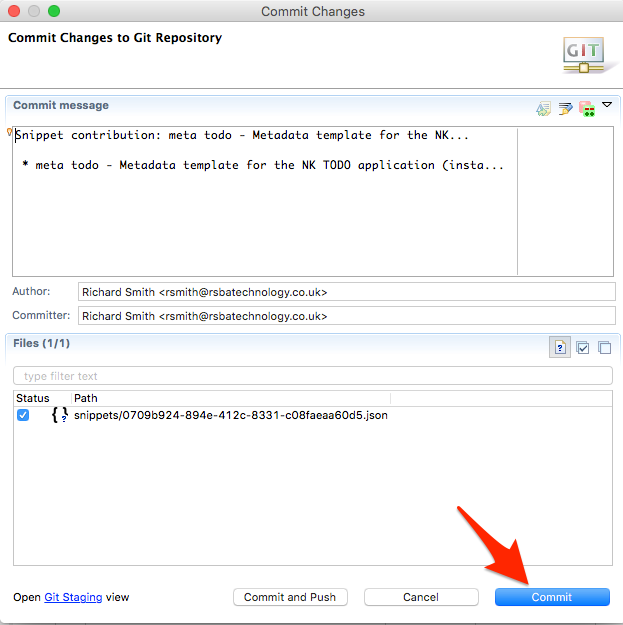 Commit Changes
Commit Changes to Git Repository
GIT
Commit message
Snippet contribution: meta todo - Metadata template for the NK...
* meta todo - Metadata template for the NK TODO application (insta...
Author:
Richard Smith <rsmith@rsbatechnology.co.uk>
Committer:
Richard Smith <rsmith@rsbatechnology.co.uk>
Files (1/1)
type filter text
Status Path
{ } ? snippets/0709b924-894e-412c-8331-c08faeaa60d5.json
Open Git Staging view
Commit and Push
Cancel
Commit